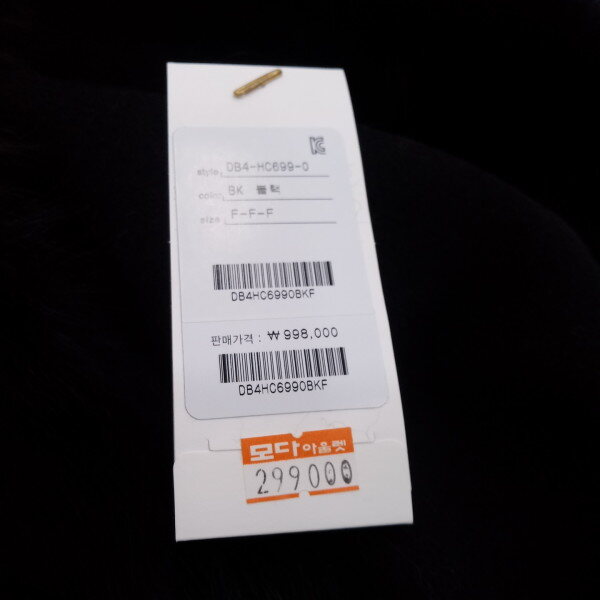 style DB4-HC699-0
color BK 블랙
size F-F-F
DB4HC6990BKF
판매가격 : ₩998,000
DB4HC6990BKF
모다아울렛
299000